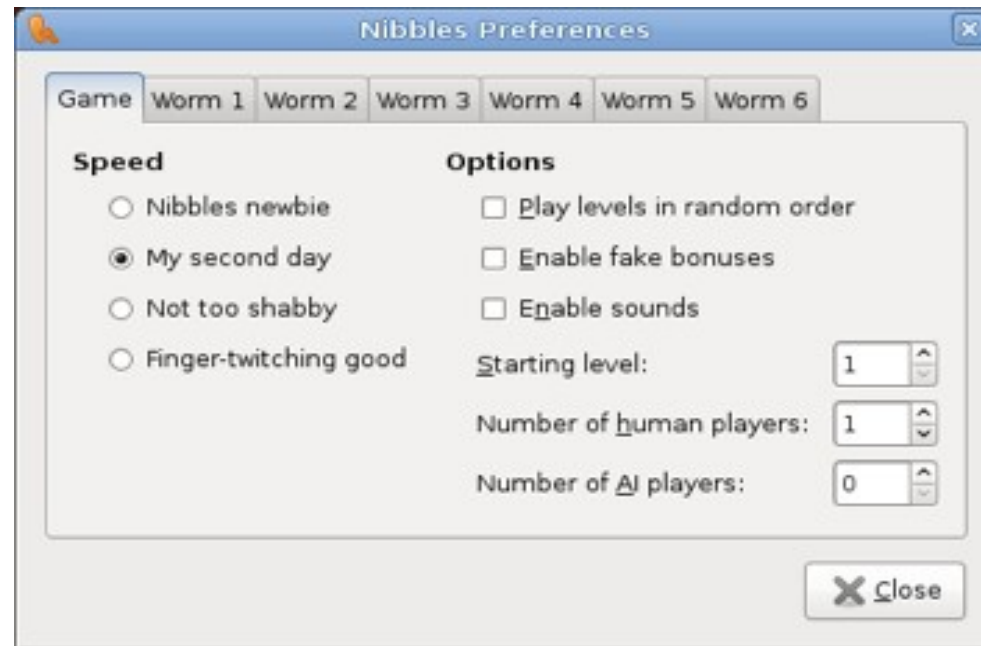 Nibbles Preferences
Game Worm 1 Worm 2 Worm 3 Worm 4 Worm 5 Worm 6
Speed
Nibbles newbie
My second day
Not too shabby
Finger-twitching good
Options
Play levels in random order
Enable fake bonuses
Enable sounds
Starting level: 1
Number of human players: 1
Number of AI players: 0
Close